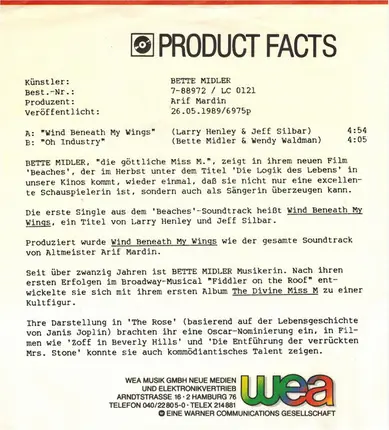 PRODUCT FACTS
Künstler: BETTE MIDLER
Best.-Nr.: 7-88972 / LC 0121
Produzent: Arif Mardin
Veröffentlicht: 26.05.1989/6975p
A: "Wind Beneath My Wings" (Larry Henley & Jeff Silbar) 4:54
B: "Oh Industry" (Bette Midler & Wendy Waldman) 4:05
BETTE MIDLER, "die göttliche Miss M.", zeigt in ihrem neuen Film
'Beaches', der im Herbst unter dem Titel 'Die Logik des Lebens' in
unsere Kinos kommt, wieder einmal, daß sie nicht nur eine exzellen-
te Schauspielerin ist, sondern auch als Sängerin überzeugen kann.
Die erste Single aus dem 'Beaches'-Soundtrack heißt Wind Beneath My
Wings, ein Titel von Larry Henley und Jeff Silbar.
Produziert wurde Wind Beneath My Wings wie der gesamte Soundtrack
von Altmeister Arif Mardin.
Seit über zwanzig Jahren ist BETTE MIDLER Musikerin. Nach ihren
ersten Erfolgen im Broadway-Musical "Fiddler on the Roof" ent-
wickelte sie sich mit ihrem ersten Album The Divine Miss M zu einer
Kultfigur.
Ihre Darstellung in 'The Rose' (basierend auf der Lebensgeschichte
von Janis Joplin) brachten ihr eine Oscar-Nominierung ein, in Fil-
men wie 'Zoff in Beverly Hills' und 'Die Entführung der verrückten
Mrs. Stone' konnte sie auch kommödiantisches Talent zeigen.
WEA MUSIK GMBH NEUE MEDIEN
UND ELEKTRONIKVERTRIEB
ARNDTSTRASSE 16 · 2 HAMBURG 76
TELEFON 040/22 80 5-0 · TELEX 214 881
EINE WARNER COMMUNICATIONS GESELLSCHAFT
wea